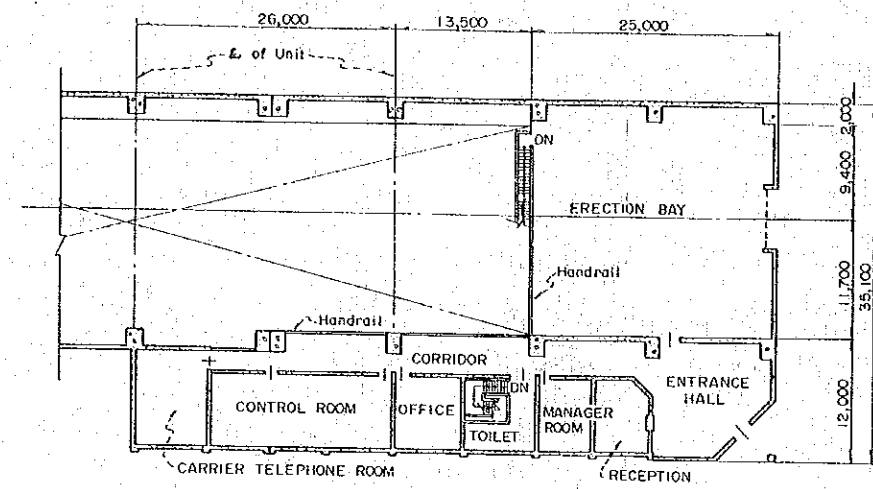 26,000
13,500
25,000
℄ of Unit
2,000
DN
9,400
ERECTION BAY
Handrail
11,700
35,100
Handrail
CORRIDOR
ENTRANCE
HALL
DN
CONTROL ROOM
OFFICE
MANAGER
ROOM
12,000
TOILET
CARRIER TELEPHONE ROOM
RECEPTION